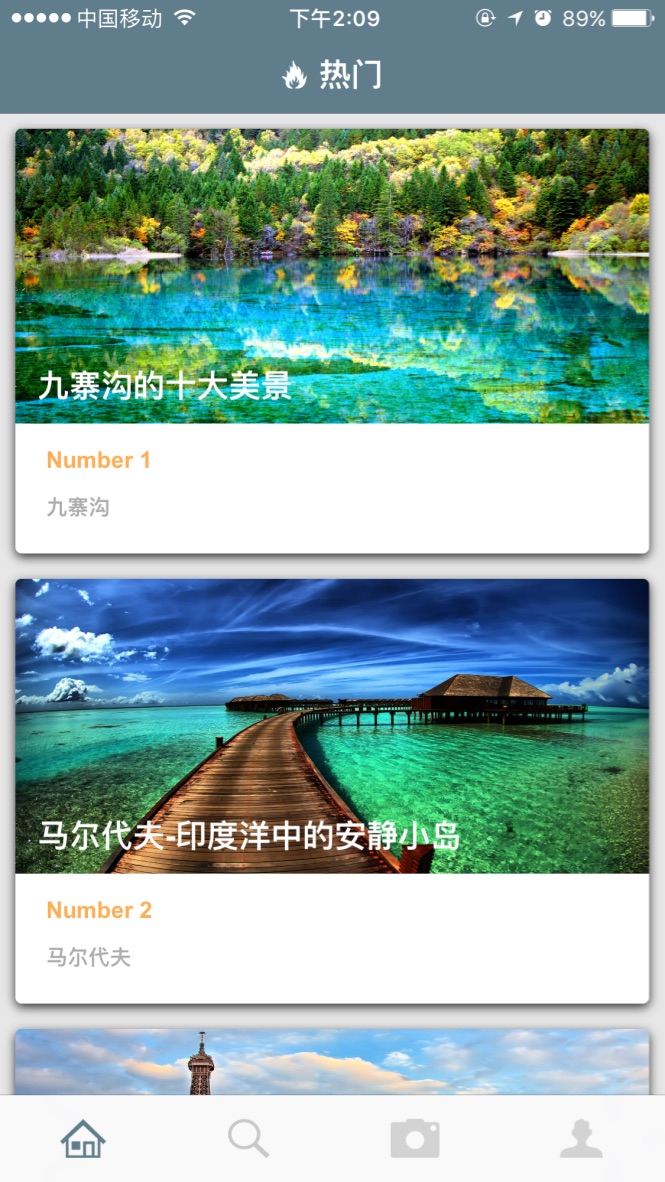 中国移动 下午2:09 89%
热门
九寨沟的十大美景
Number 1
九寨沟
马尔代夫-印度洋中的安静小岛
Number 2
马尔代夫